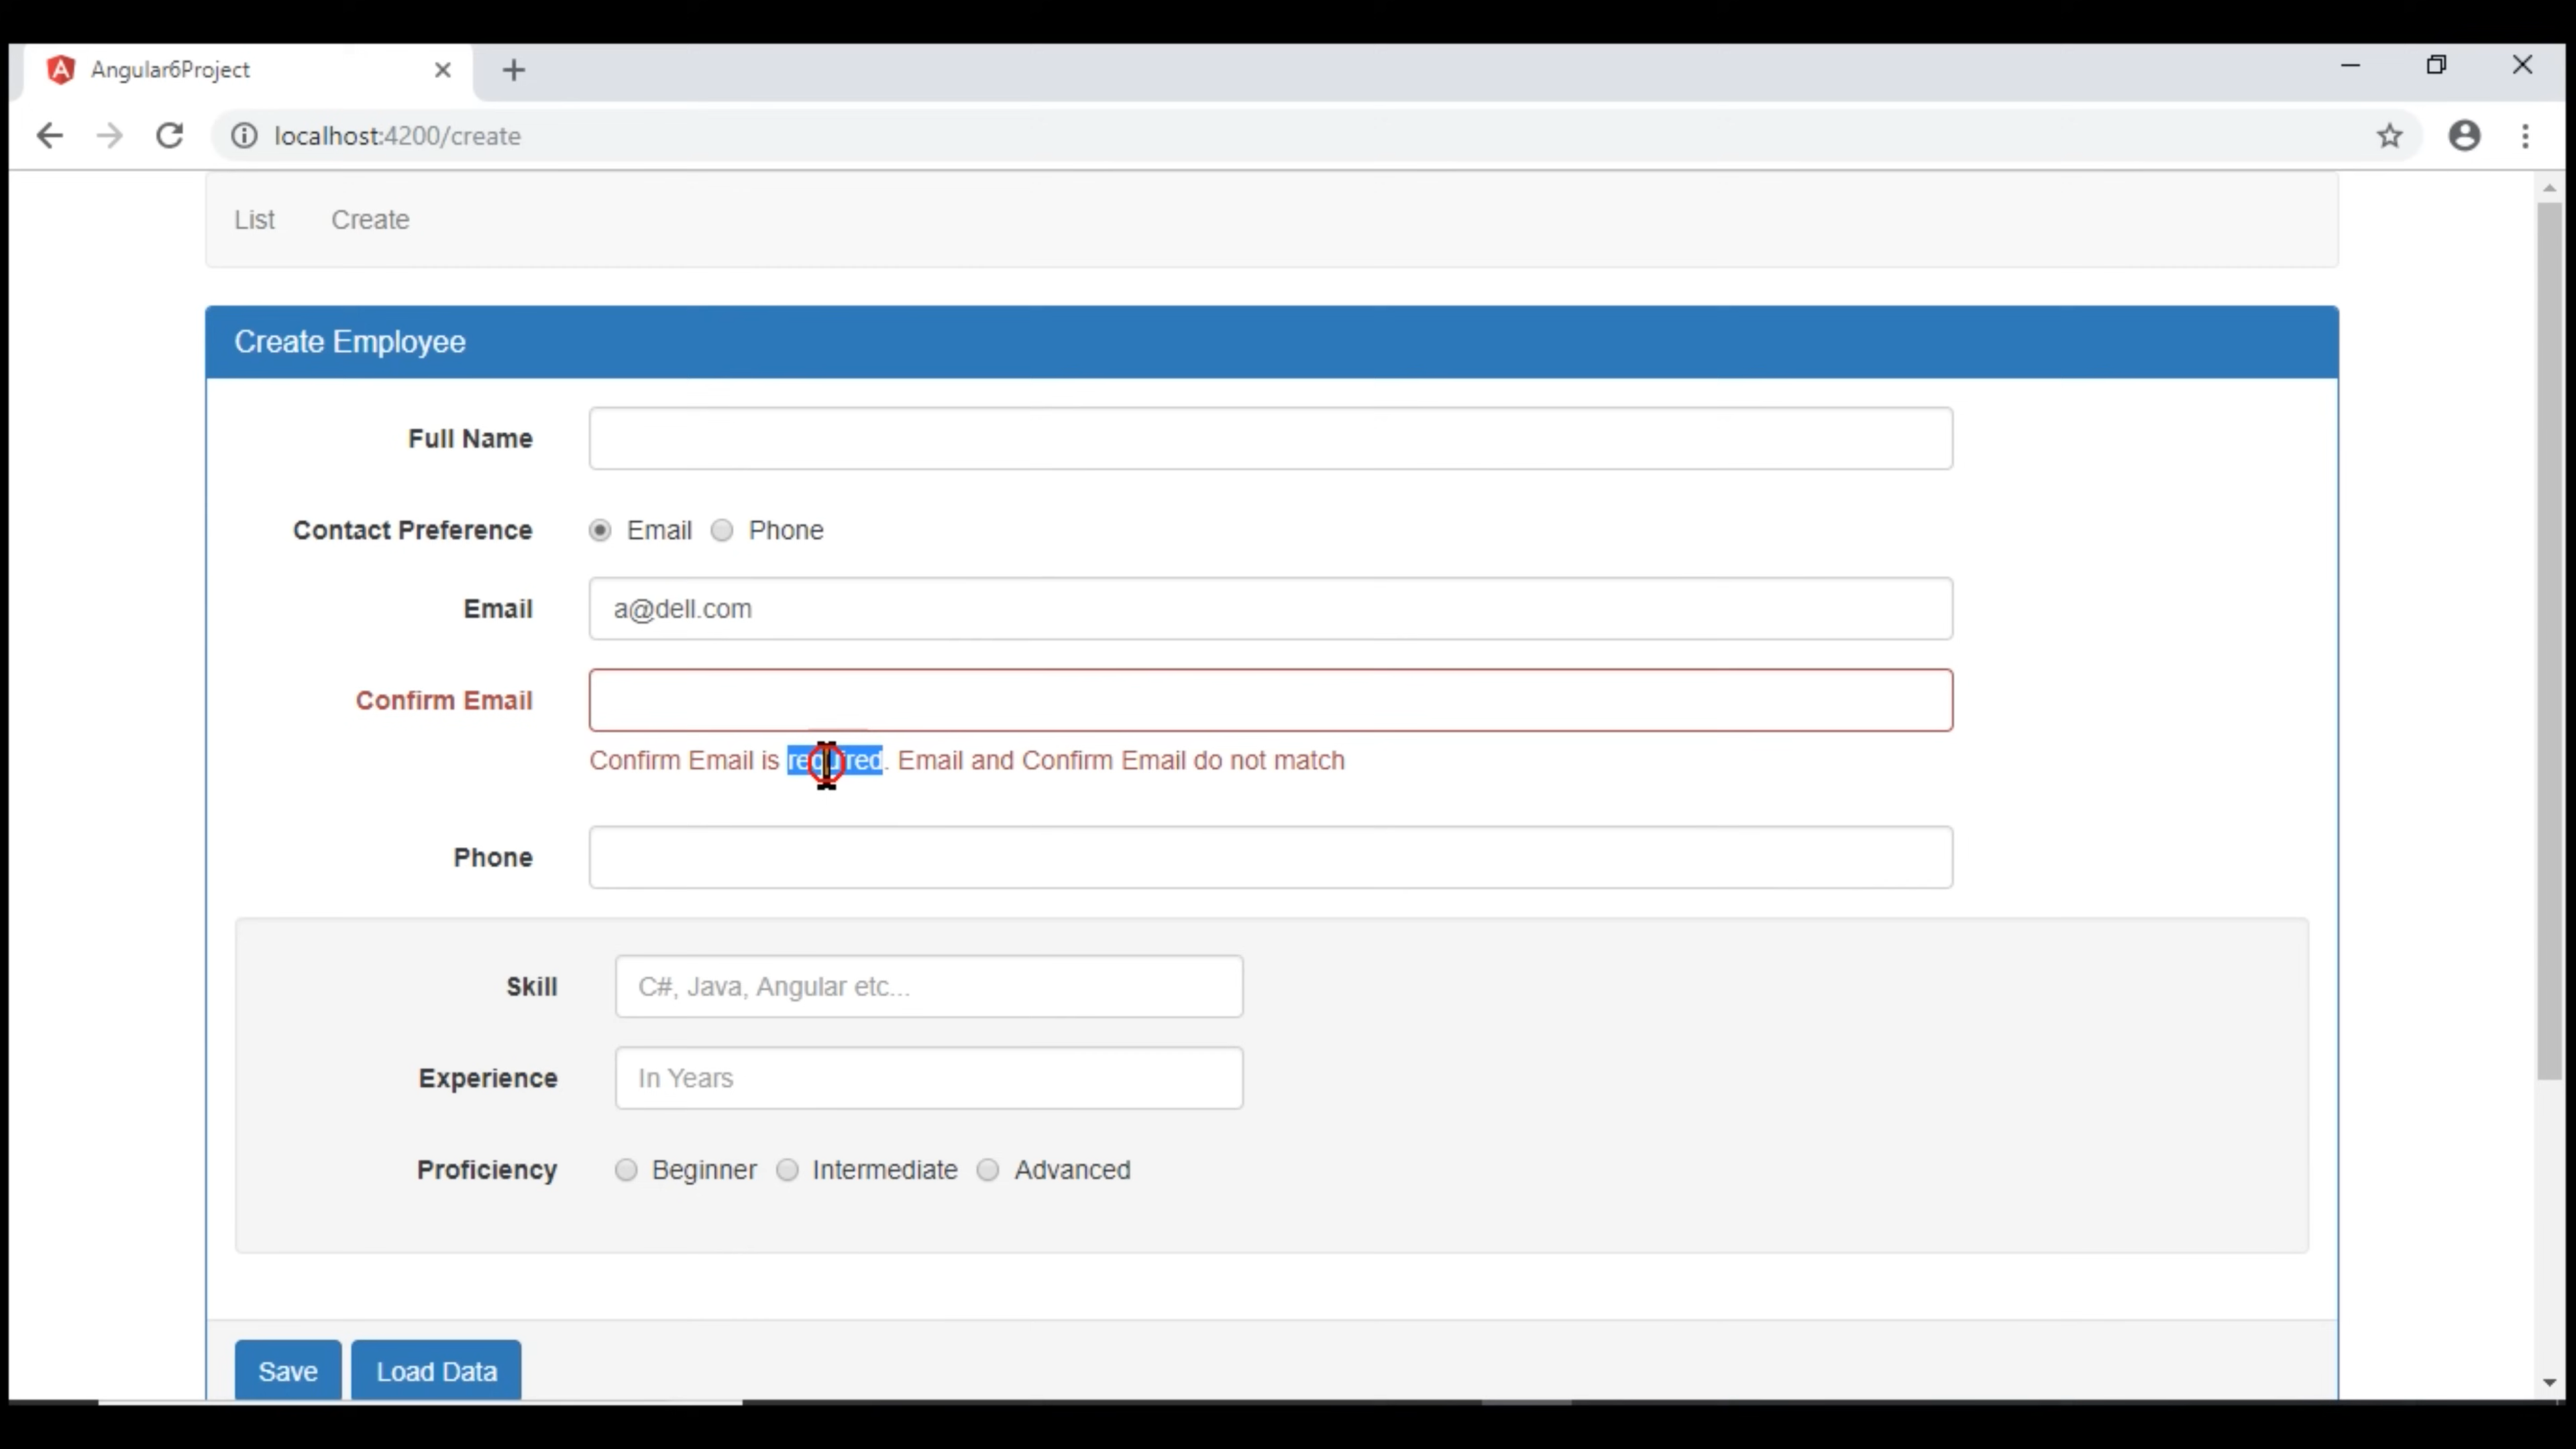 Angular6Project
localhost:4200/create
List Create
Create Employee
Full Name
Contact Preference Email Phone
Email a@dell.com
Confirm Email
Confirm Email is required. Email and Confirm Email do not match
Phone
Skill C#, Java, Angular etc...
Experience In Years
Proficiency Beginner Intermediate Advanced
Save Load Data